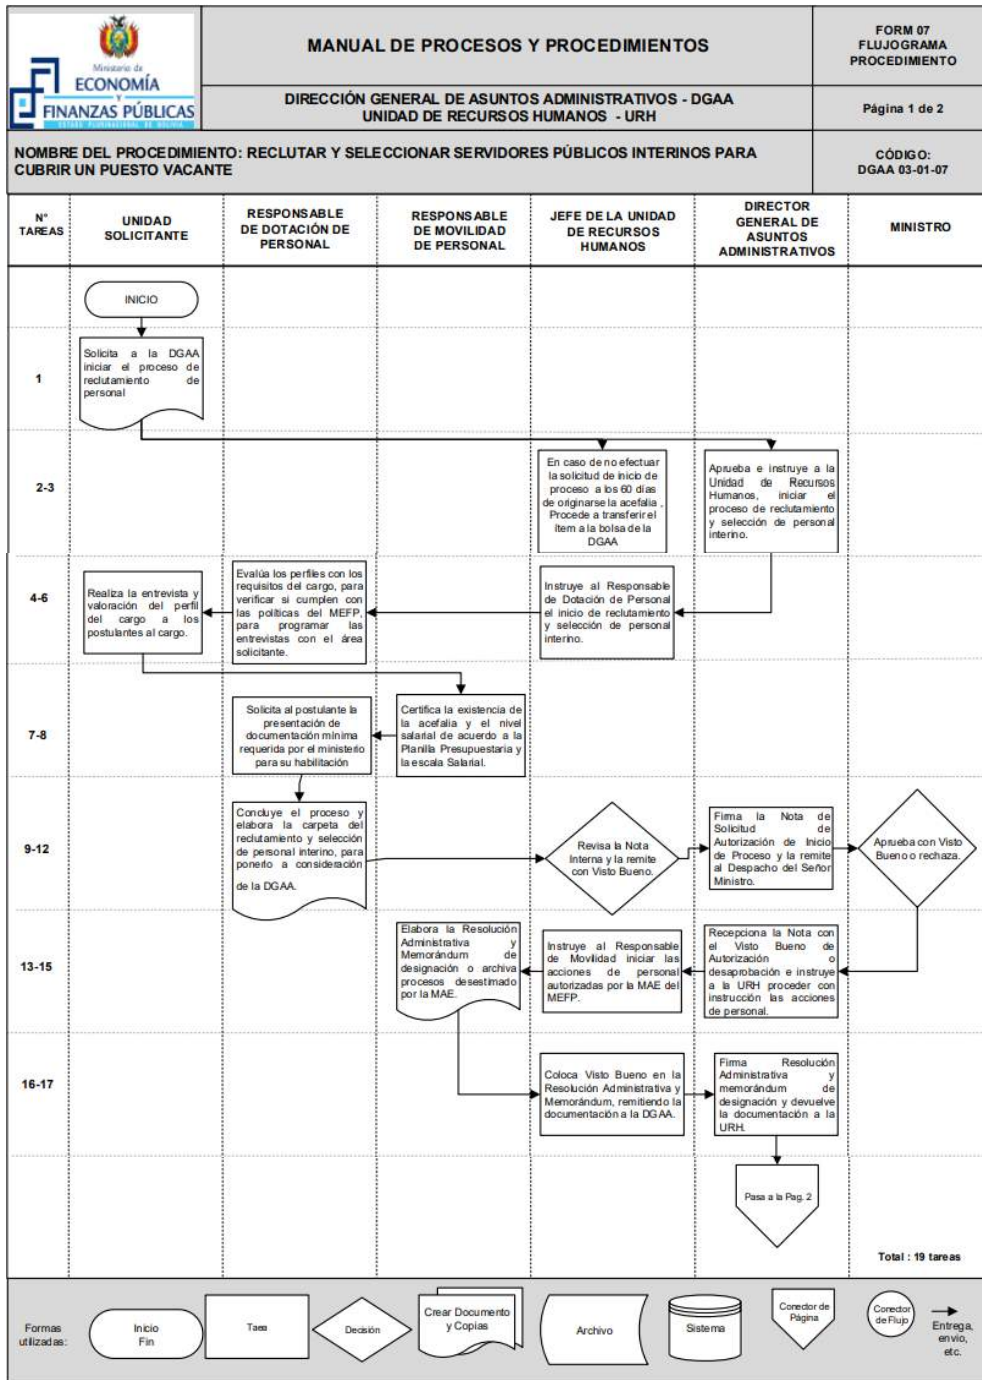 Ministerio de
ECONOMÍA
Y
FINANZAS PÚBLICAS
ESTADO PLURINACIONAL DE BOLIVIA
MANUAL DE PROCESOS Y PROCEDIMIENTOS
FORM 07
FLUJOGRAMA
PROCEDIMIENTO
DIRECCIÓN GENERAL DE ASUNTOS ADMINISTRATIVOS - DGAA
UNIDAD DE RECURSOS HUMANOS - URH
Página 1 de 2
NOMBRE DEL PROCEDIMIENTO: RECLUTAR Y SELECCIONAR SERVIDORES PÚBLICOS INTERINOS PARA
CUBRIR UN PUESTO VACANTE
CÓDIGO:
DGAA 03-01-07
N°
TAREAS
UNIDAD
SOLICITANTE
RESPONSABLE
DE DOTACIÓN DE
PERSONAL
RESPONSABLE
DE MOVILIDAD
DE PERSONAL
JEFE DE LA UNIDAD
DE RECURSOS
HUMANOS
DIRECTOR
GENERAL DE
ASUNTOS
ADMINISTRATIVOS
MINISTRO
INICIO
1
Solicita a la DGAA
iniciar el proceso de
reclutamiento de
personal
2-3
En caso de no efectuar
la solicitud de inicio de
proceso a los 60 días
de originarse la acefalia ,
Procede a transferir el
ítem a la bolsa de la
DGAA
Aprueba e instruye a la
Unidad de Recursos
Humanos, iniciar el
proceso de reclutamiento
y selección de personal
interino.
4-6
Realiza la entrevista y
valoración del perfil
del cargo a los
postulantes al cargo.
Evalúa los perfiles con los
requisitos del cargo, para
verificar si cumplen con
las políticas del MEFP,
para programar las
entrevistas con el área
solicitante.
Instruye al Responsable
de Dotación de Personal
el inicio de reclutamiento
y selección de personal
interino.
7-8
Solicita al postulante la
presentación de
documentación mínima
requerida por el ministerio
para su habilitación
Certifica la existencia de
la acefalia y el nivel
salarial de acuerdo a la
Planilla Presupuestaria y
la escala Salarial.
9-12
Concluye el proceso y
elabora la carpeta del
reclutamiento y selección
de personal interino, para
ponerlo a consideración
de la DGAA.
Revisa la Nota
Interna y la remite
con Visto Bueno.
Firma la Nota de
Solicitud de
Autorización de Inicio
de Proceso y la remite
al Despacho del Señor
Ministro.
Aprueba con Visto
Bueno o rechaza.
13-15
Elabora la Resolución
Administrativa y
Memorándum de
designación o archiva
procesos desestimado
por la MAE.
Instruye al Responsable
de Movilidad iniciar las
acciones de personal
autorizadas por la MAE del
MEFP.
Recepciona la Nota con
el Visto Bueno de
Autorización o
desaprobación e instruye
a la URH proceder con
instrucción las acciones
de personal.
16-17
Coloca Visto Bueno en la
Resolución Administrativa y
Memorándum, remitiendo la
documentación a la DGAA.
Firma Resolución
Administrativa y
memorándum de
designación y devuelve
la documentación a la
URH.
Pasa a la Pag. 2
Total : 19 tareas
Formas
utilizadas:
Inicio
Fin
Taea
Decisión
Crear Documento
y Copias
Archivo
Sistema
Conector de
Página
Conector
de Flujo
Entrega,
envio,
etc.